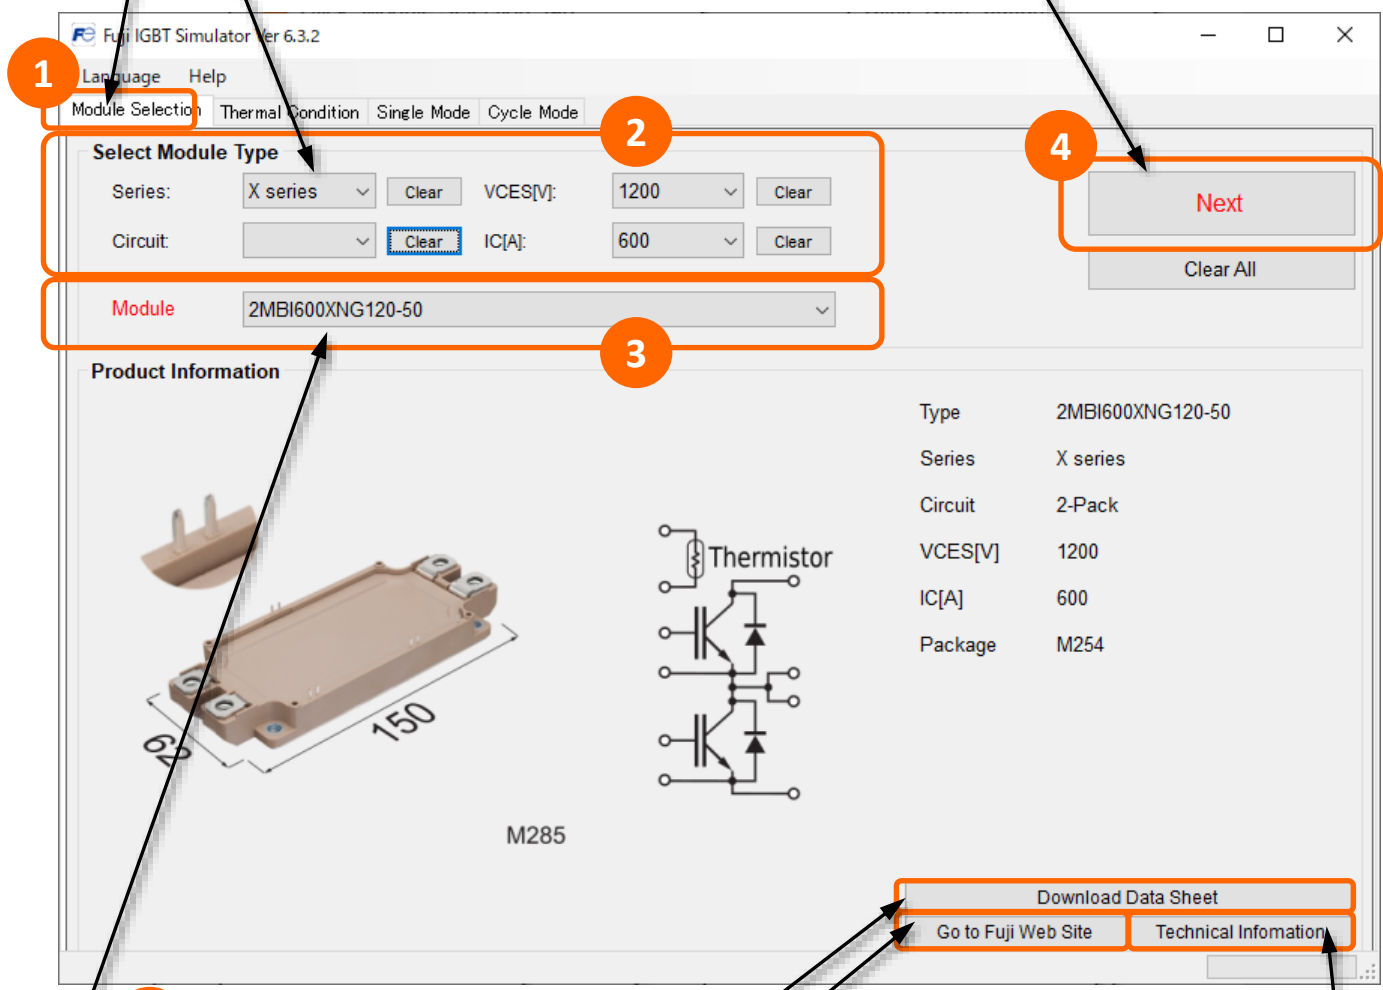 Fuji IGBT Simulator Ver 6.3.2
1
Language Help
Module Selection Thermal Condition Single Mode Cycle Mode
2
4
Select Module Type
Series: X series Clear VCES[V]: 1200 Clear
Next
Circuit: Clear IC[A]: 600 Clear
Clear All
Module 2MBI600XNG120-50
3
Product Information
Type 2MBI600XNG120-50
Series X series
Circuit 2-Pack
VCES[V] 1200
IC[A] 600
Package M254
Thermistor
62
150
M285
Download Data Sheet
Go to Fuji Web Site Technical Infomation